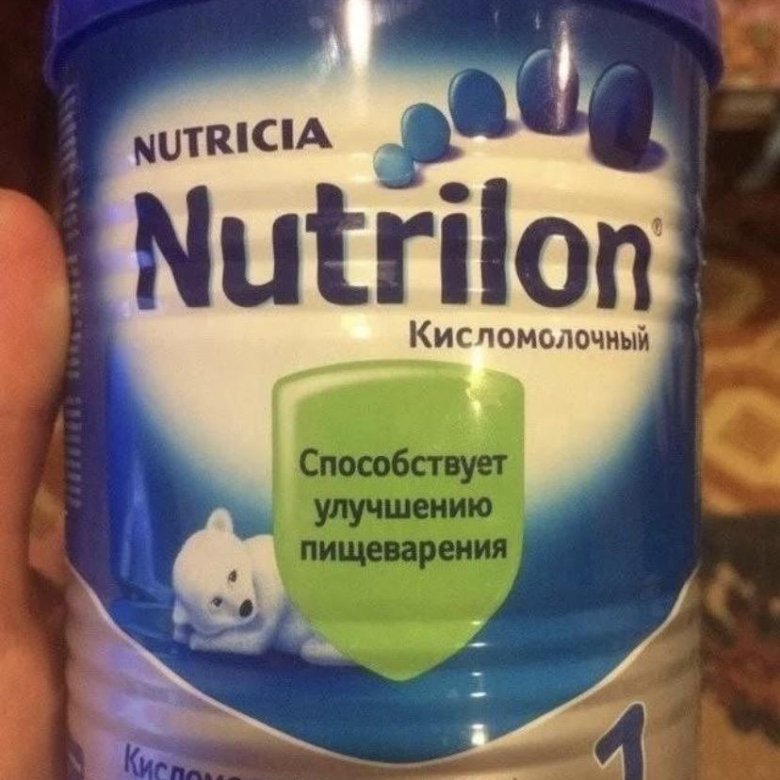 NUTRICIA
Nutrilon®
Кисломолочный
Способствует
улучшению
пищеварения
1